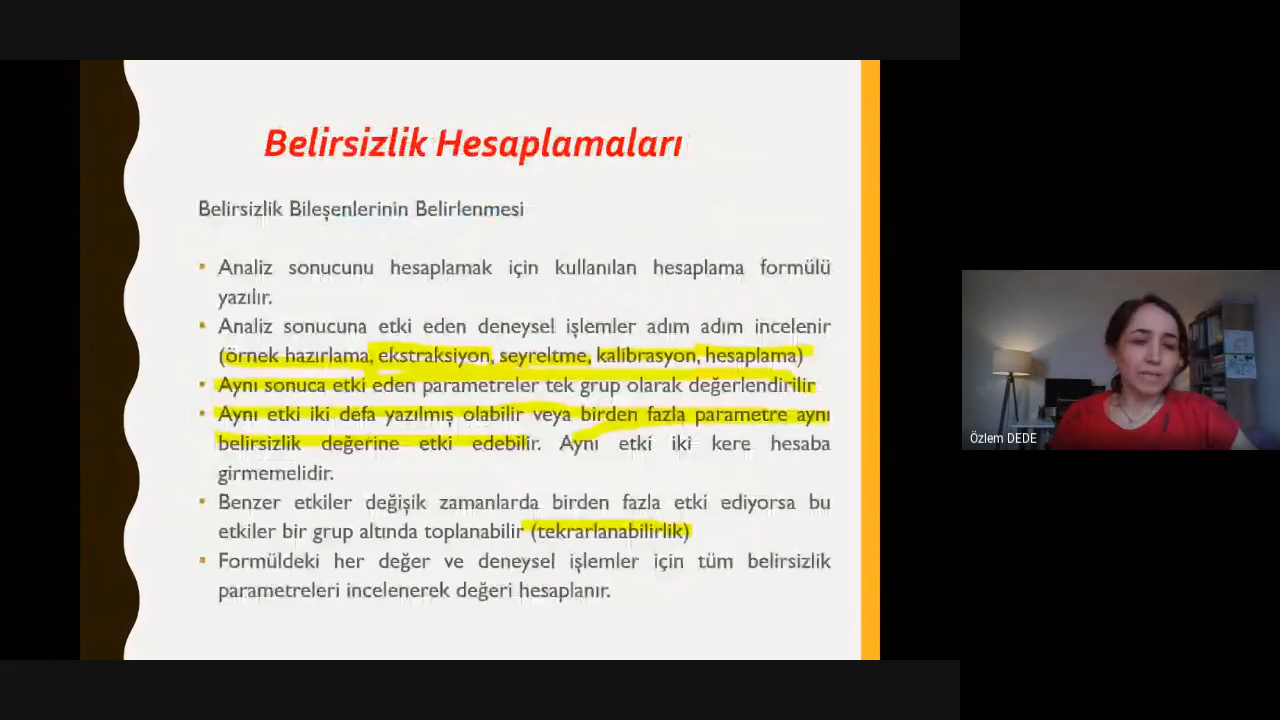 Belirsizlik Hesaplamaları
Belirsizlik Bileşenlerinin Belirlenmesi
• Analiz sonucunu hesaplamak için kullanılan hesaplama formülü
yazılır.
• Analiz sonucuna etki eden deneysel işlemler adım adım incelenir
(örnek hazırlama, ekstraksiyon, seyreltme, kalibrasyon, hesaplama)
• Aynı sonuca etki eden parametreler tek grup olarak değerlendirilir
• Aynı etki iki defa yazılmış olabilir veya birden fazla parametre aynı
belirsizlik değerine etki edebilir. Aynı etki iki kere hesaba
girmemelidir.
• Benzer etkiler değişik zamanlarda birden fazla etki ediyorsa bu
etkiler bir grup altında toplanabilir (tekrarlanabilirlik)
• Formüldeki her değer ve deneysel işlemler için tüm belirsizlik
parametreleri incelenerek değeri hesaplanır.
Özlem DEDE